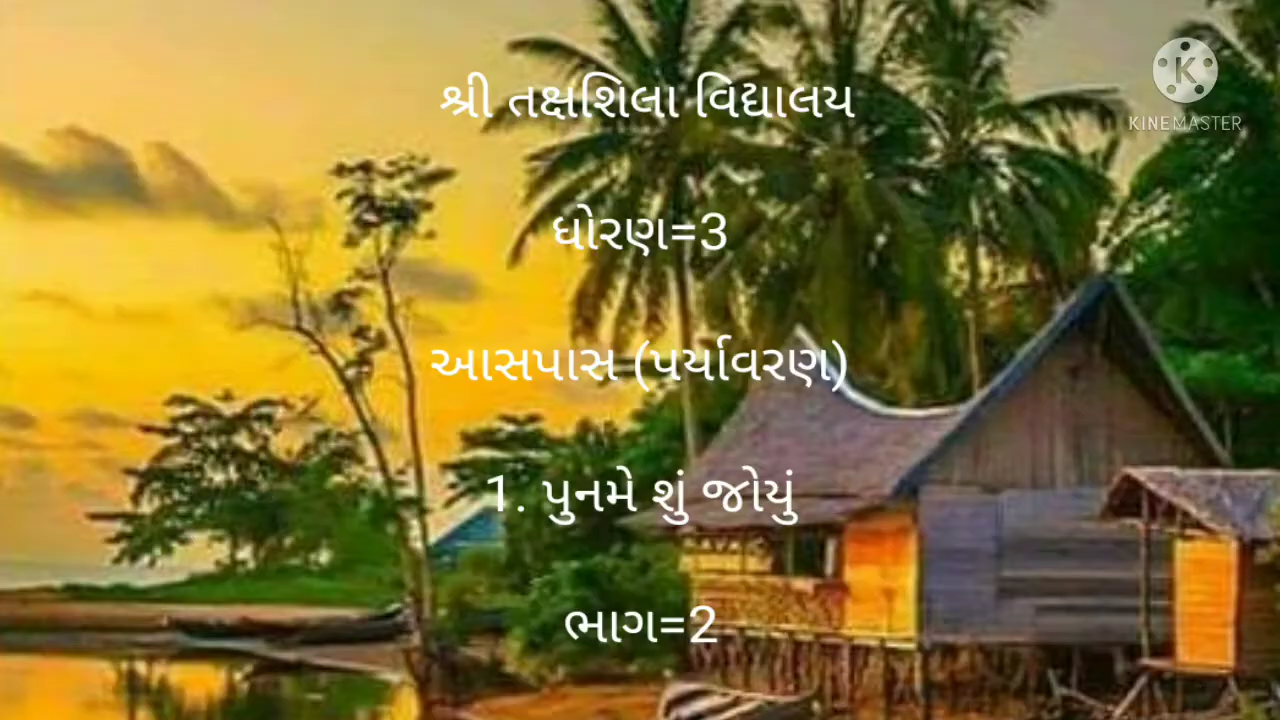 શ્રી તક્ષશિલા વિદ્યાલય
KINEMASTER
ધોરણ=3
આસપાસ (પર્યાવરણ)
1. પુનમે શું જોયું
ભાગ=2